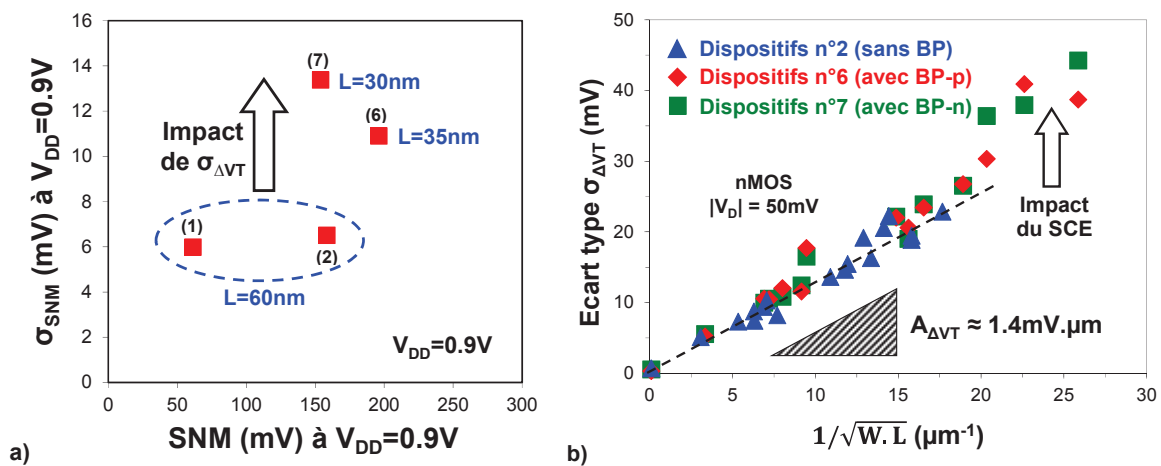 a)
σSNM (mV) à VDD=0.9V
16
14
12
10
8
6
4
2
0
(7)
L=30nm
(6)
L=35nm
Impact
de σΔVT
(1)
(2)
L=60nm
VDD=0.9V
0
50
100
150
200
250
300
SNM (mV) à VDD=0.9V
b)
Ecart type σΔVT (mV)
50
40
30
20
10
0
Dispositifs n°2 (sans BP)
Dispositifs n°6 (avec BP-p)
Dispositifs n°7 (avec BP-n)
nMOS
|VD| = 50mV
Impact
du SCE
AΔVT ≈ 1.4mV.µm
0
5
10
15
20
25
30
1/√W.L (µm⁻¹)